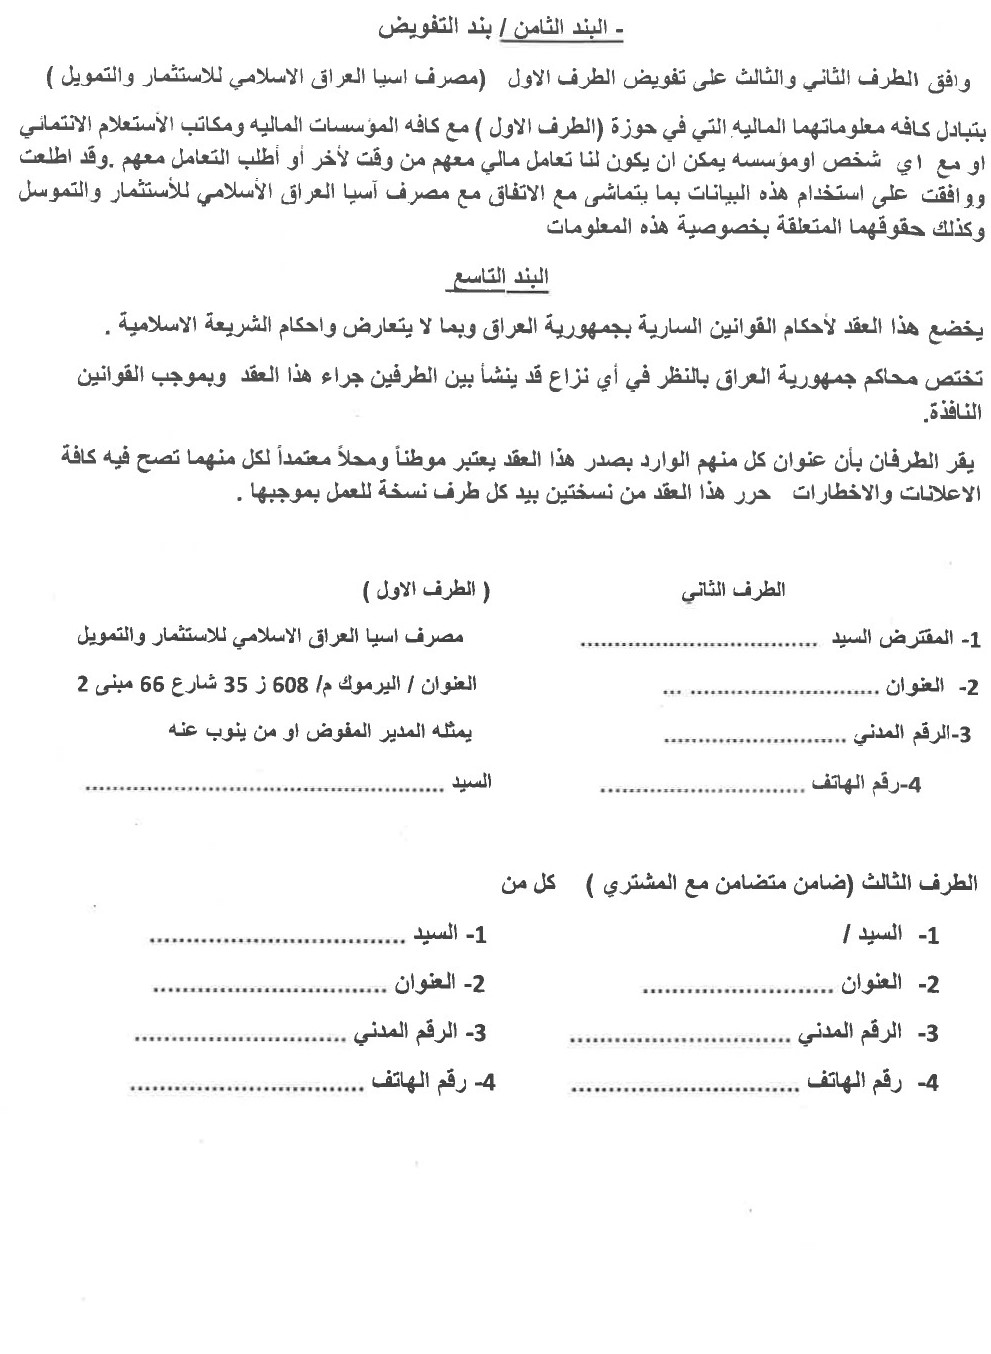 - البند الثامن / بند التفويض
وافق الطرف الثاني والثالث على تفويض الطرف الاول (مصرف اسيا العراق الاسلامي للاستثمار والتمويل )
بتبادل كافه معلوماتهما الماليه التي في حوزة (الطرف الاول ) مع كافه المؤسسات الماليه ومكاتب الأستعلام الائتماني
او مع اي شخص اومؤسسه يمكن ان يكون لنا تعامل مالي معهم من وقت لأخر أو أطلب التعامل معهم .وقد اطلعت
ووافقت على استخدام هذه البيانات بما يتماشى مع الاتفاق مع مصرف آسيا العراق الأسلامي للأستثمار والتموسل
وكذلك حقوقهما المتعلقة بخصوصية هذه المعلومات
البند التاسع
يخضع هذا العقد لأحكام القوانين السارية بجمهورية العراق وبما لا يتعارض واحكام الشريعة الاسلامية .
تختص محاكم جمهورية العراق بالنظر في أي نزاع قد ينشأ بين الطرفين جراء هذا العقد وبموجب القوانين
النافذة.
يقر الطرفان بأن عنوان كل منهم الوارد بصدر هذا العقد يعتبر موطناً ومحلاً معتمداً لكل منهما تصح فيه كافة
الاعلانات والاخطارات حرر هذا العقد من نسختين بيد كل طرف نسخة للعمل بموجبها .
الطرف الثاني ( الطرف الاول )
1- المقترض السيد ................................. مصرف اسيا العراق الاسلامي للاستثمار والتمويل
2- العنوان .......................... ... العنوان / اليرموك م/ 608 ز 35 شارع 66 مبنى 2
3-الرقم المدني ......................... يمثله المدير المفوض او من ينوب عنه
4-رقم الهاتف ............................ السيد .................................................
الطرف الثالث (ضامن متضامن مع المشتري ) كل من
1- السيد / 1- السيد ...................................
2- العنوان .......................... 2- العنوان ................................
3- الرقم المدني .............................. 3- الرقم المدني .............................
4- رقم الهاتف ............................... 4- رقم الهاتف ................................